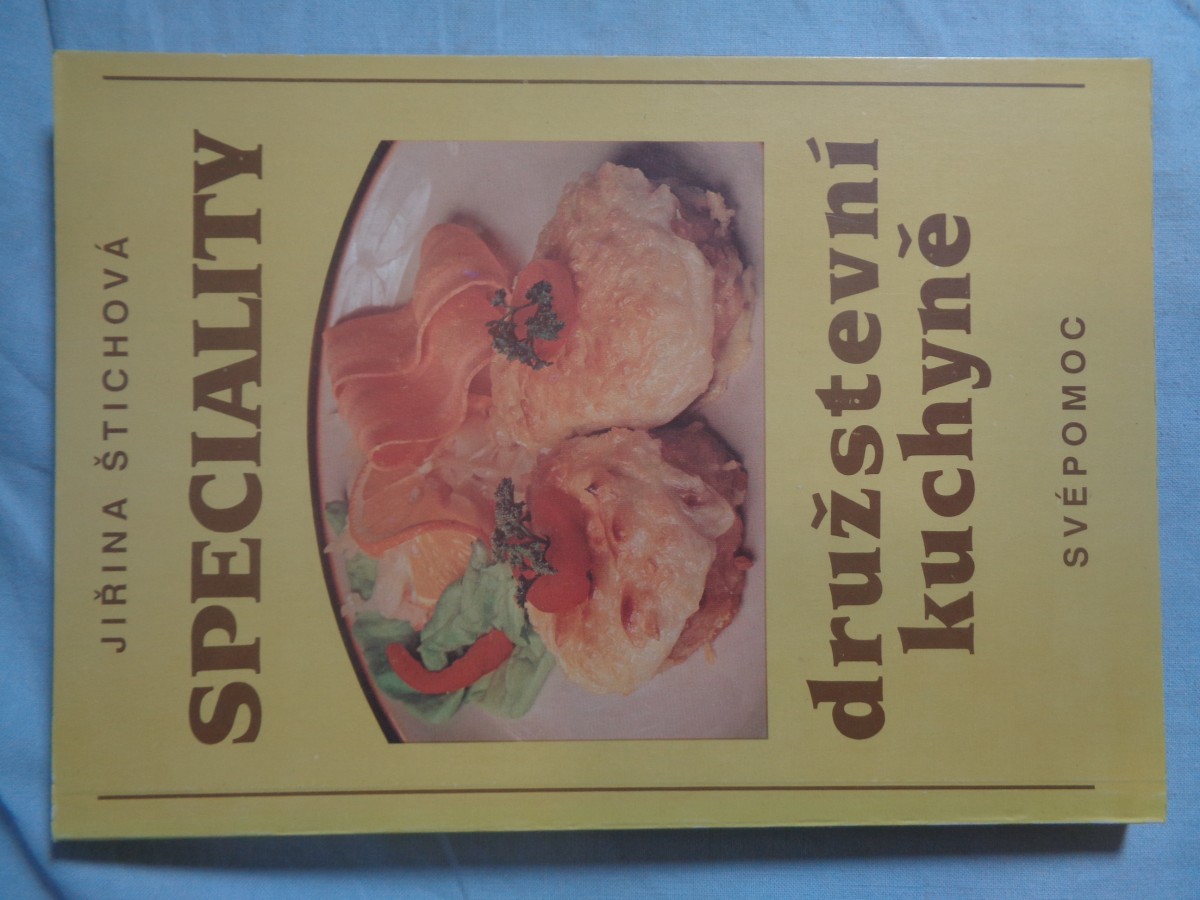 JIŘINA ŠTICHOVÁ
SPECIALITY
družstevní
kuchyně
SVÉPOMOC